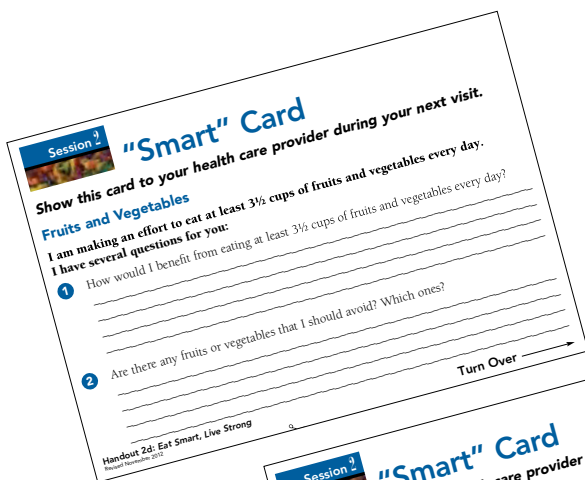 Session 2
"Smart" Card
Show this card to your health care provider during your next visit.
Fruits and Vegetables
I am making an effort to eat at least 3½ cups of fruits and vegetables every day.
I have several questions for you:
1 How would I benefit from eating at least 3½ cups of fruits and vegetables every day?
2 Are there any fruits or vegetables that I should avoid? Which ones?
Turn Over
Handout 2d: Eat Smart, Live Strong
Revised November 2012
Session 2
"Smart" Card
care provider